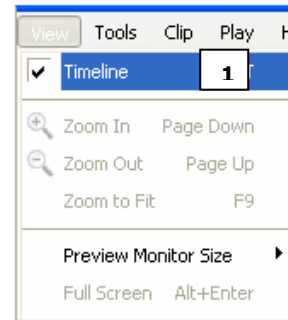 View Tools Clip Play
Timeline 1 T
Zoom In Page Down
Zoom Out Page Up
Zoom to Fit F9
Preview Monitor Size
Full Screen Alt+Enter